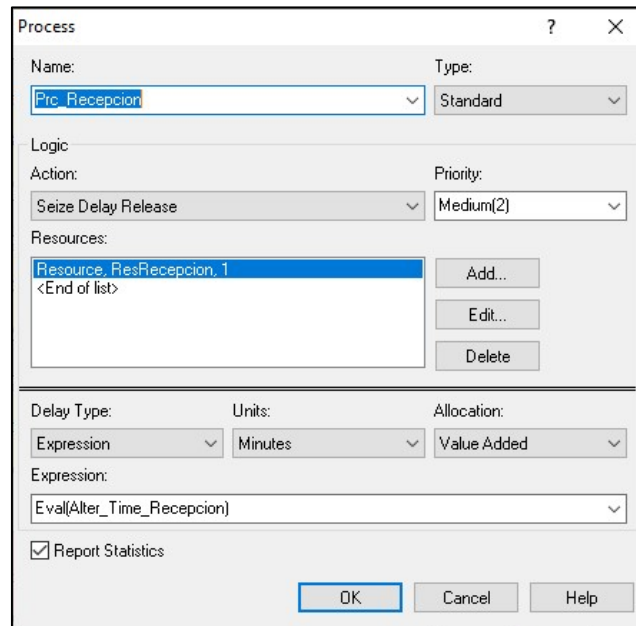 Process ? X
Name: Type:
Prc_Recepcion Standard
Logic
Action: Priority:
Seize Delay Release Medium(2)
Resources:
Resource, ResRecepcion, 1
<End of list>
Add...
Edit...
Delete
Delay Type: Units: Allocation:
Expression Minutes Value Added
Expression:
Eval(Alter_Time_Recepcion)
Report Statistics
OK Cancel Help